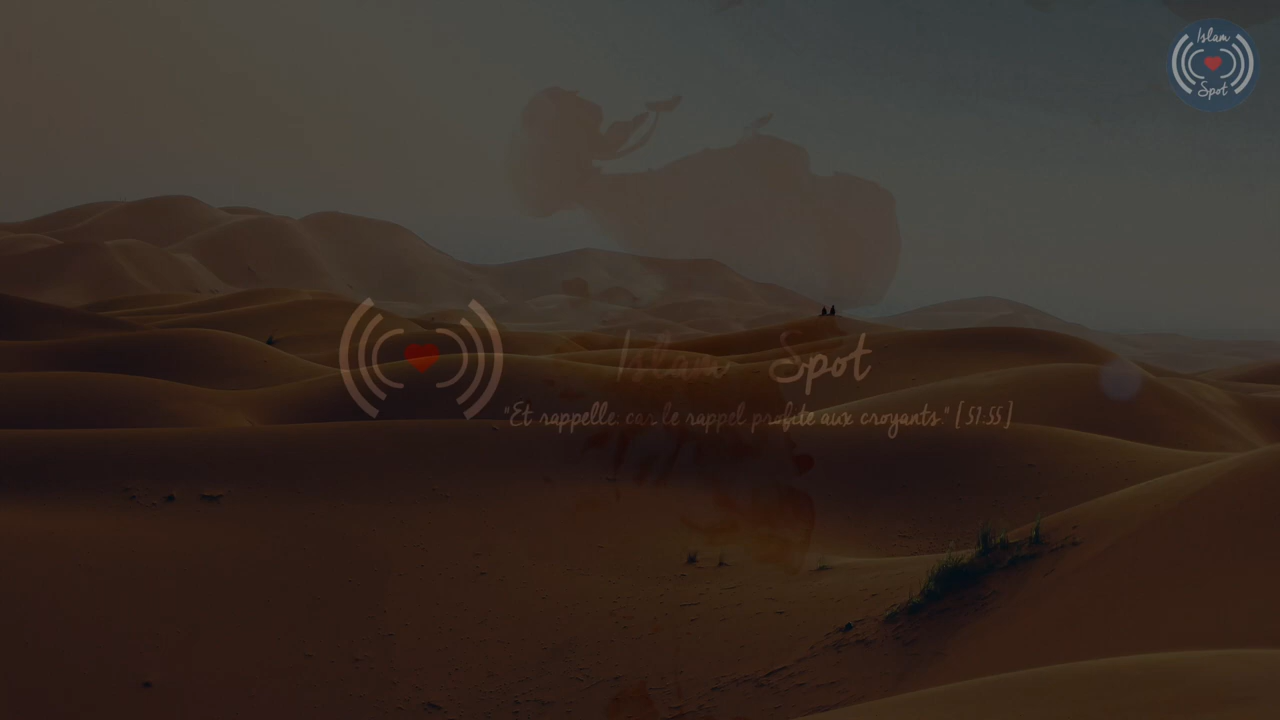 Islam
Spot
Islam Spot
"Et rappelle: car le rappel profite aux croyants." [51:55]